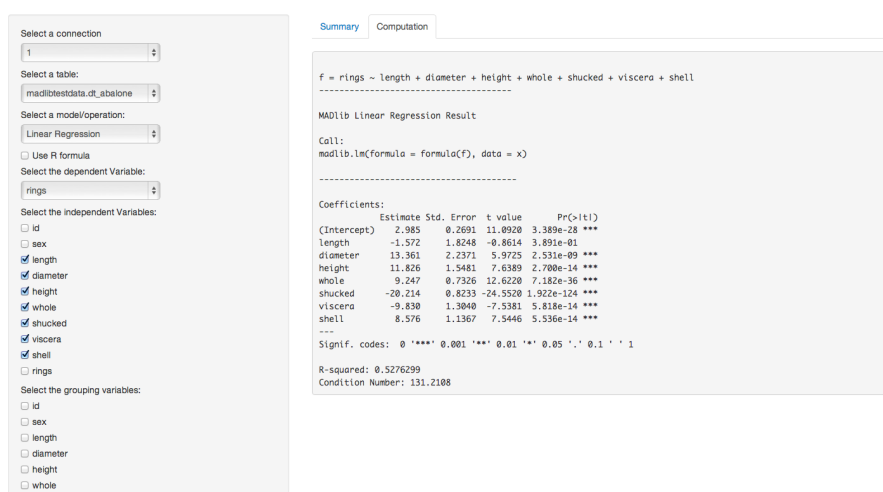 Select a connection
1
Select a table:
madlibtestdata.dt_abalone
Select a model/operation:
Linear Regression
Use R formula
Select the dependent Variable:
rings
Select the independent Variables:
id
sex
length
diameter
height
whole
shucked
viscera
shell
rings
Select the grouping variables:
id
sex
length
diameter
height
whole
Summary Computation
f = rings ~ length + diameter + height + whole + shucked + viscera + shell
--------------------------------------
MADlib Linear Regression Result
Call:
madlib.lm(formula = formula(f), data = x)
---------------------------------------
Coefficients:
Estimate Std. Error t value Pr(>|t|)
(Intercept) 2.985 0.2691 11.0920 3.389e-28 ***
length -1.572 1.8248 -0.8614 3.891e-01
diameter 13.361 2.2371 5.9725 2.531e-09 ***
height 11.826 1.5481 7.6389 2.700e-14 ***
whole 9.247 0.7326 12.6220 7.182e-36 ***
shucked -20.214 0.8233 -24.5520 1.922e-124 ***
viscera -9.830 1.3040 -7.5381 5.818e-14 ***
shell 8.576 1.1367 7.5446 5.536e-14 ***
---
Signif. codes: 0 '***' 0.001 '**' 0.01 '*' 0.05 '.' 0.1 ' ' 1
R-squared: 0.5276299
Condition Number: 131.2108